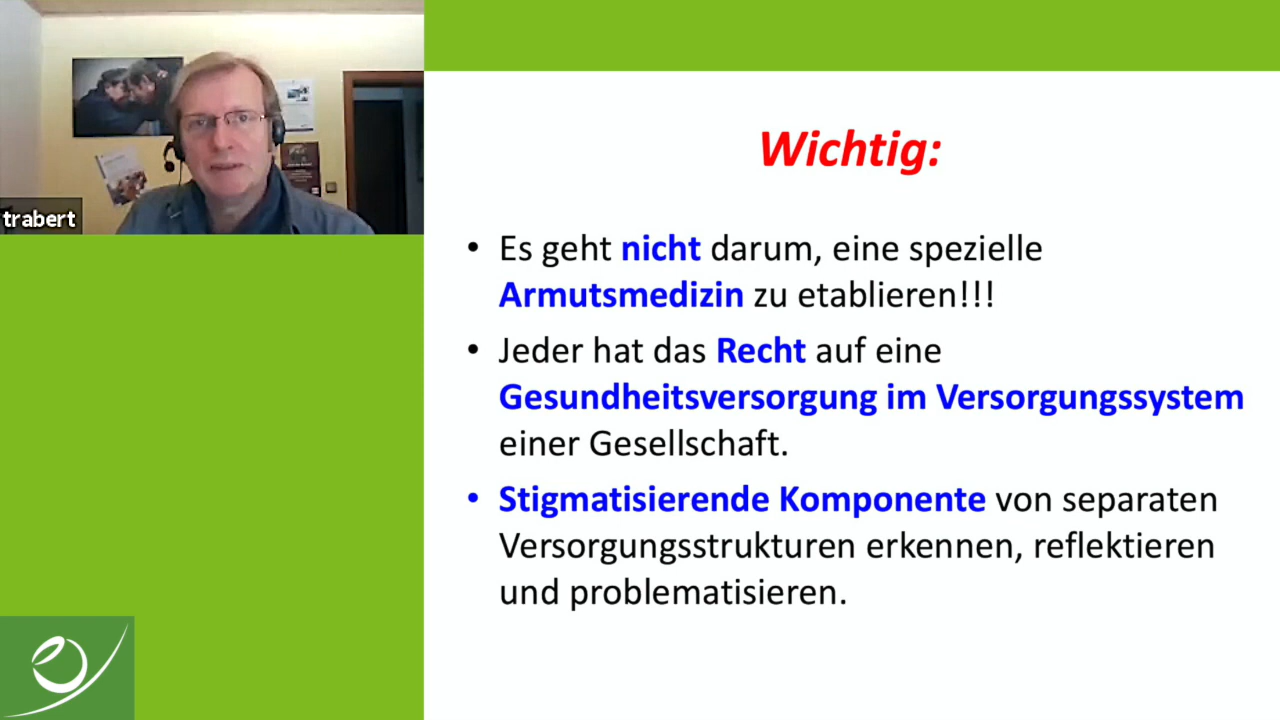 trabert
Wichtig:
• Es geht nicht darum, eine spezielle
Armutsmedizin zu etablieren!!!
• Jeder hat das Recht auf eine
Gesundheitsversorgung im Versorgungssystem
einer Gesellschaft.
• Stigmatisierende Komponente von separaten
Versorgungsstrukturen erkennen, reflektieren
und problematisieren.